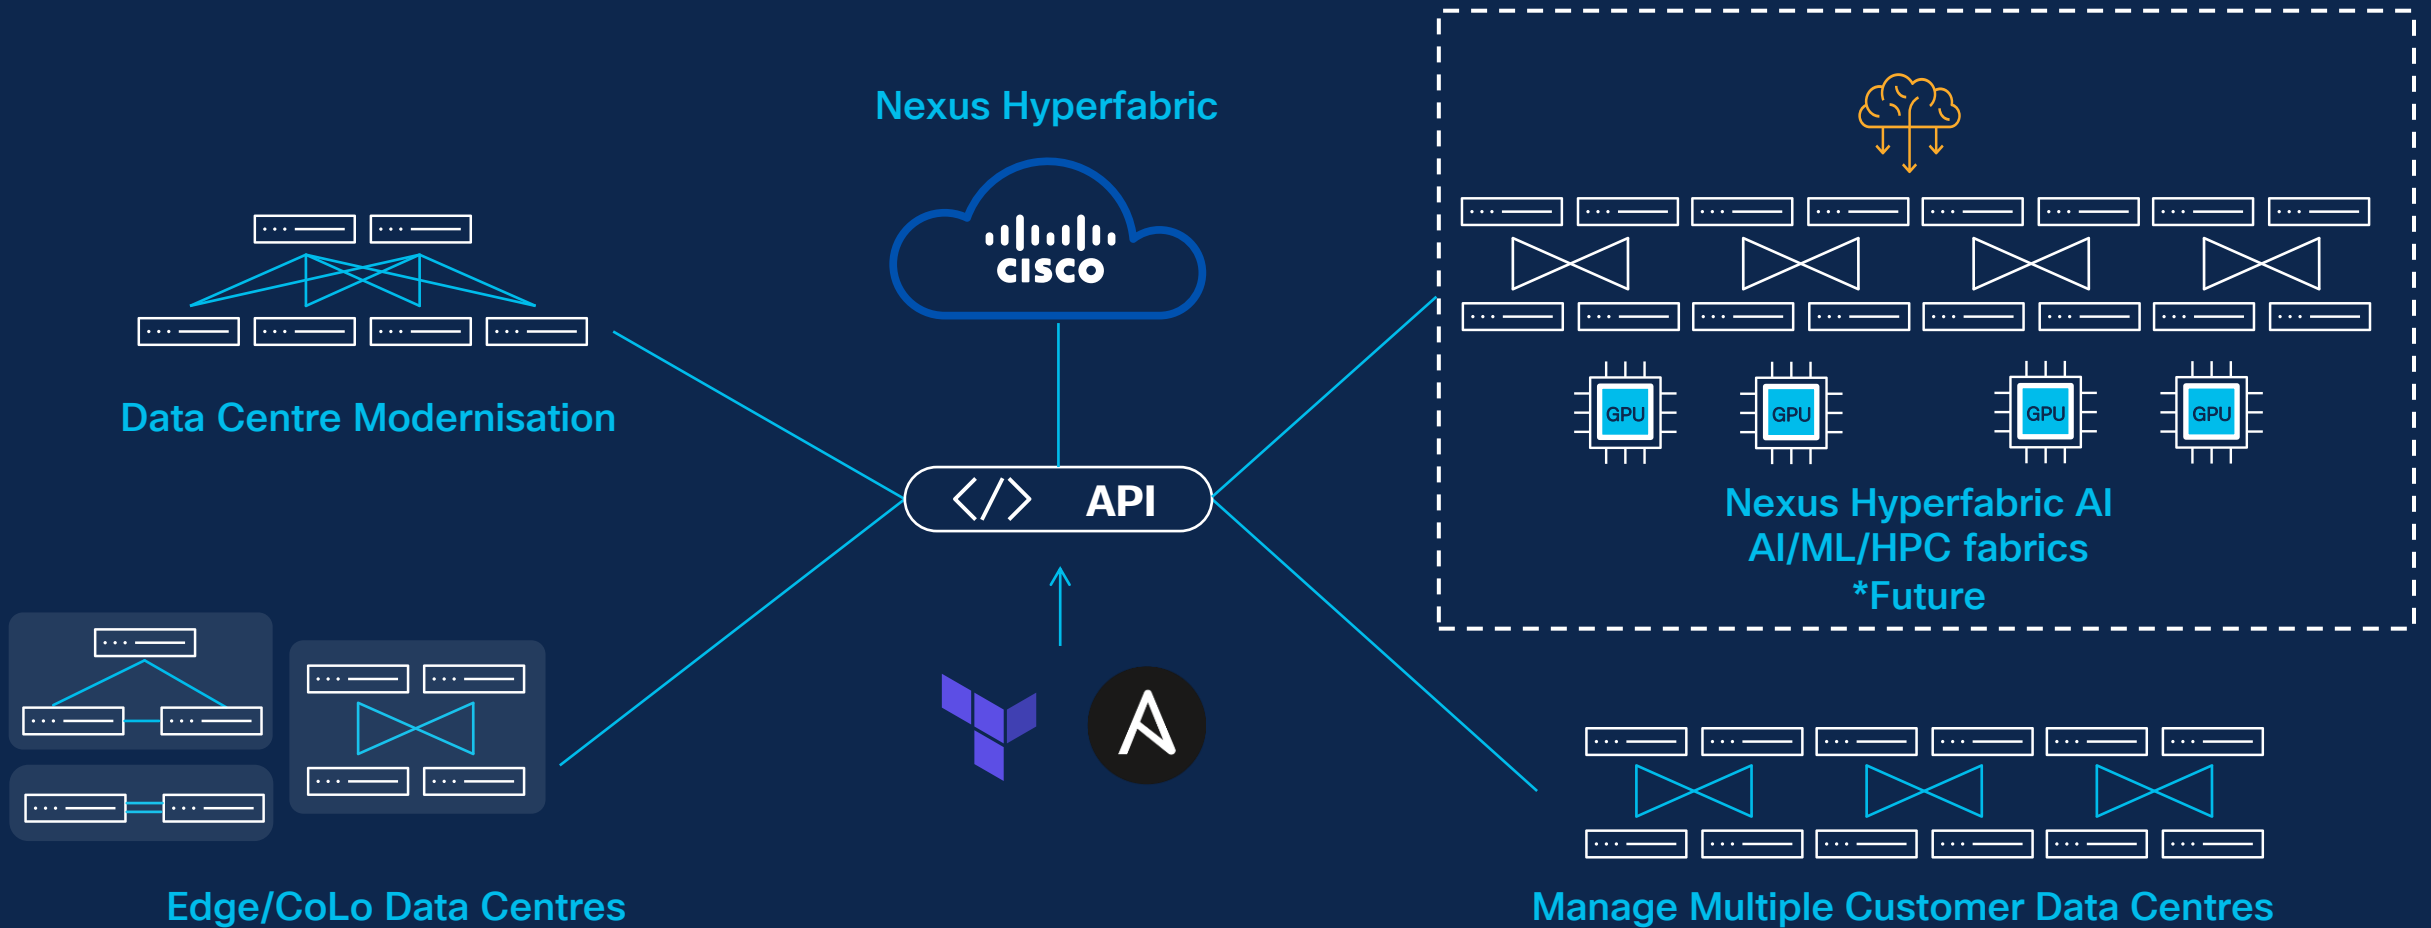 Nexus Hyperfabric
CISCO
Data Centre Modernisation
</> API
GPU GPU GPU GPU
Nexus Hyperfabric AI
AI/ML/HPC fabrics
*Future
Edge/CoLo Data Centres
Manage Multiple Customer Data Centres